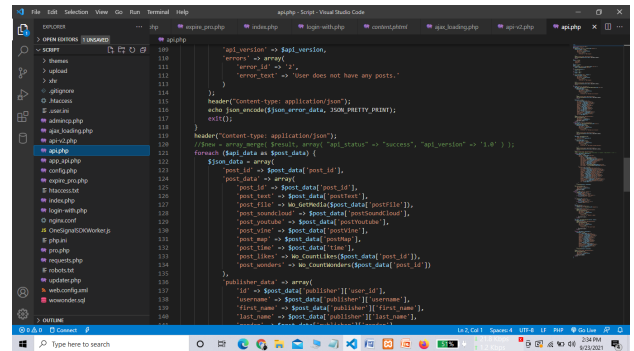 File Edit Selection View Go Run Terminal Help
api.php - Script - Visual Studio Code
EXPLORER
expire_pro.php index.php login-with.php content.phtml ajax_loading.php api-v2.php api.php
OPEN EDITORS 1 UNSAVED
api.php
SCRIPT
themes
upload
xhr
.gitignore
.htaccess
.user.ini
admincp.php
ajax_loading.php
api-v2.php
api.php
app_api.php
config.php
expire_pro.php
htaccess.txt
index.php
login-with.php
nginx.conf
JS OneSignalSDKWorker.js
php.ini
pro.php
requests.php
robots.txt
updater.php
web.config.xml
wowonder.sql
OUTLINE
109 'api_version' => $api_version,
110 'errors' => array(
111 'error_id' => '2',
112 'error_text' => 'User does not have any posts.'
113 )
114 );
115 header("Content-type: application/json");
116 echo json_encode($json_error_data, JSON_PRETTY_PRINT);
117 exit();
118 }
119 header("Content-type: application/json");
120 //$new = array_merge( $result, array( "api_status" => "success", "api_version" => '1.0' ) );
121 foreach ($api_data as $post_data) {
122 $json_data = array(
123 'post_id' => $post_data['post_id'],
124 'post_data' => array(
125 'post_id' => $post_data['post_id'],
126 'post_text' => $post_data['postText'],
127 'post_file' => Wo_GetMedia($post_data['postFile']),
128 'post_soundcloud' => $post_data['postSoundCloud'],
129 'post_youtube' => $post_data['postYoutube'],
130 'post_vine' => $post_data['postVine'],
131 'post_map' => $post_data['postMap'],
132 'post_time' => $post_data['time'],
133 'post_likes' => Wo_CountLikes($post_data['post_id']),
134 'post_wonders' => Wo_CountWonders($post_data['post_id'])
135 ),
136 'publisher_data' => array(
137 'id' => $post_data['publisher']['user_id'],
138 'username' => $post_data['publisher']['username'],
139 'first_name' => $post_data['publisher']['first_name'],
140 'last_name' => $post_data['publisher']['last_name'],
0 0 Connect
Ln 2, Col 1 Spaces: 4 UTF-8 LF PHP Go Live
Type here to search
51%
2:34 PM
9/23/2021